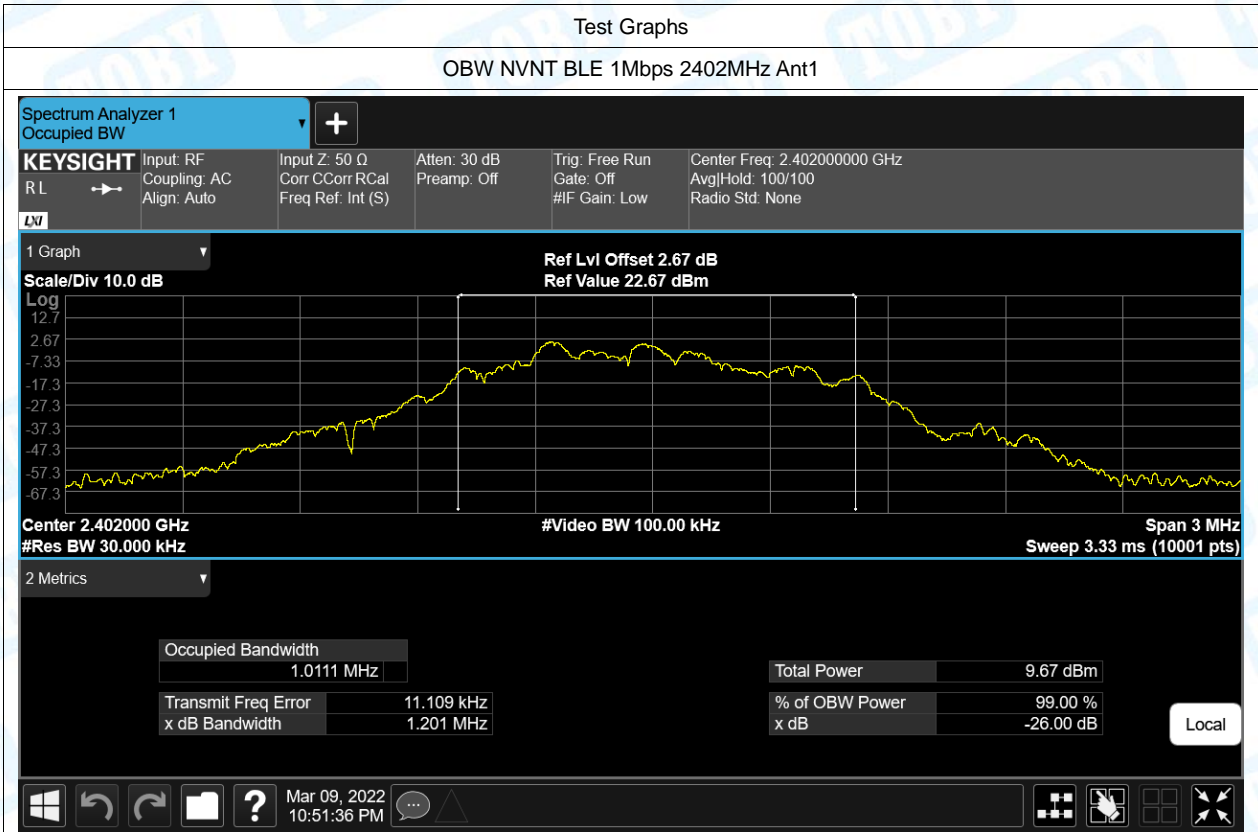 Test Graphs
OBW NVNT BLE 1Mbps 2402MHz Ant1
Spectrum Analyzer 1
Occupied BW
KEYSIGHT
R L
LXI
Input: RF
Coupling: AC
Align: Auto
Input Z: 50 Ω
Corr CCorr RCal
Freq Ref: Int (S)
Atten: 30 dB
Preamp: Off
Trig: Free Run
Gate: Off
#IF Gain: Low
Center Freq: 2.402000000 GHz
Avg|Hold: 100/100
Radio Std: None
1 Graph
Scale/Div 10.0 dB
Ref Lvl Offset 2.67 dB
Ref Value 22.67 dBm
Log
12.7
2.67
-7.33
-17.3
-27.3
-37.3
-47.3
-57.3
-67.3
Center 2.402000 GHz
#Res BW 30.000 kHz
#Video BW 100.00 kHz
Span 3 MHz
Sweep 3.33 ms (10001 pts)
2 Metrics
Occupied Bandwidth
1.0111 MHz
Transmit Freq Error 11.109 kHz
x dB Bandwidth 1.201 MHz
Total Power 9.67 dBm
% of OBW Power 99.00 %
x dB -26.00 dB
Local
?
Mar 09, 2022
10:51:36 PM
TOBY